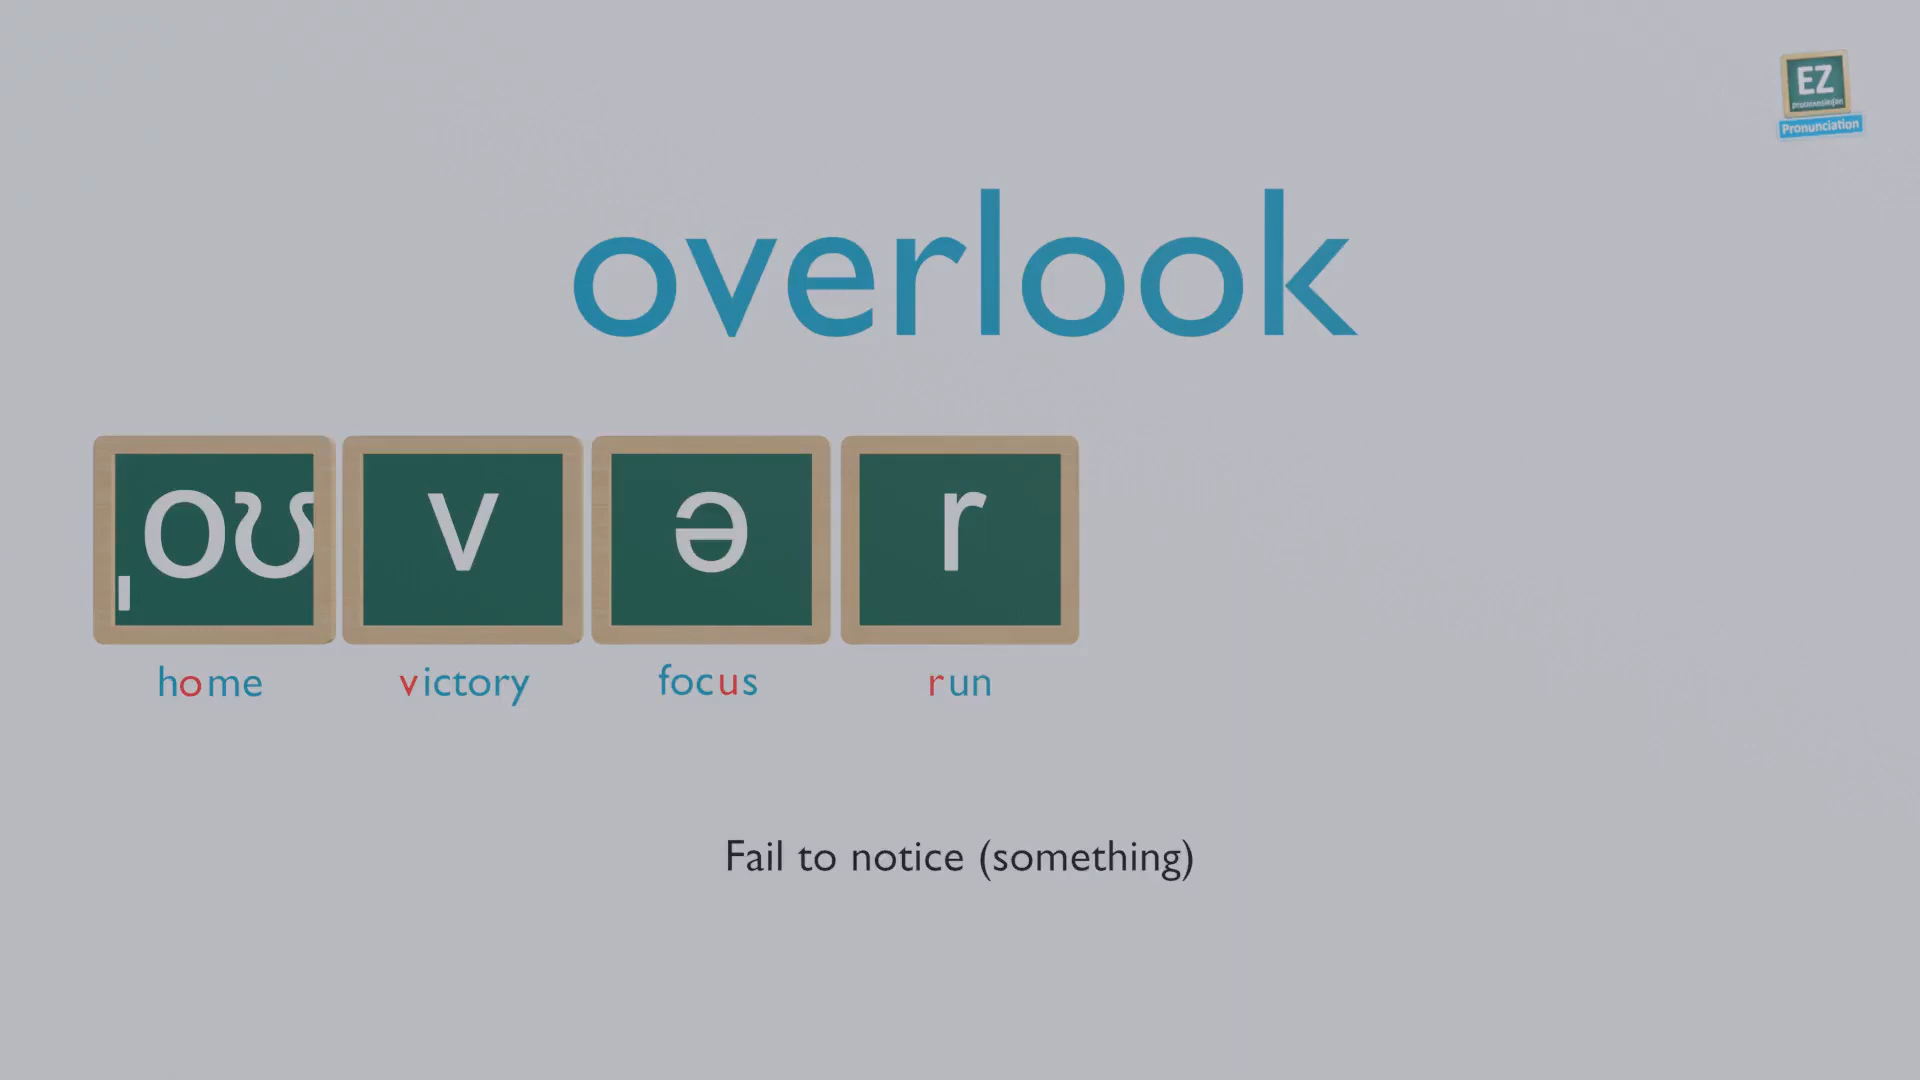 EZ
Pronunciation
overlook
ˌoʊ v ə r
home victory focus run
Fail to notice (something)